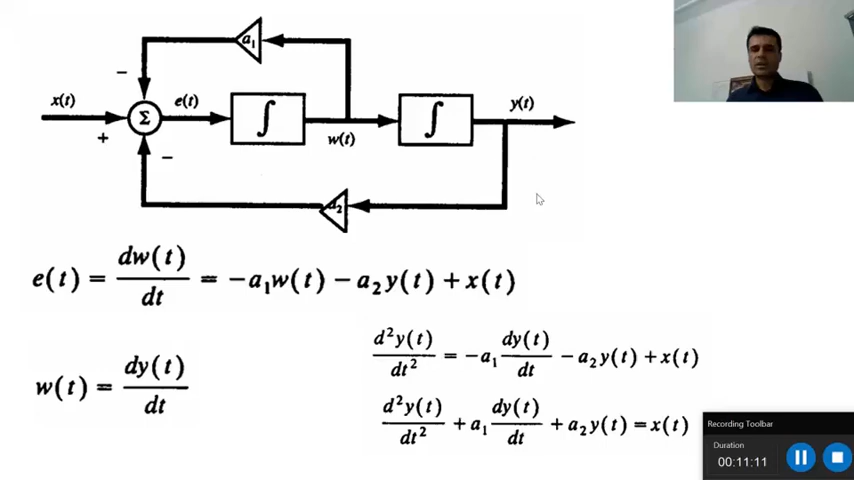 a₁
−
x(t)
e(t)
y(t)
Σ
∫
∫
+
w(t)
−
a₂
e(t) = dw(t)/dt = −a₁w(t) − a₂y(t) + x(t)
w(t) = dy(t)/dt
d²y(t)/dt² = −a₁ dy(t)/dt − a₂y(t) + x(t)
d²y(t)/dt² + a₁ dy(t)/dt + a₂y(t) = x(t)
Recording Toolbar
Duration
00:11:11